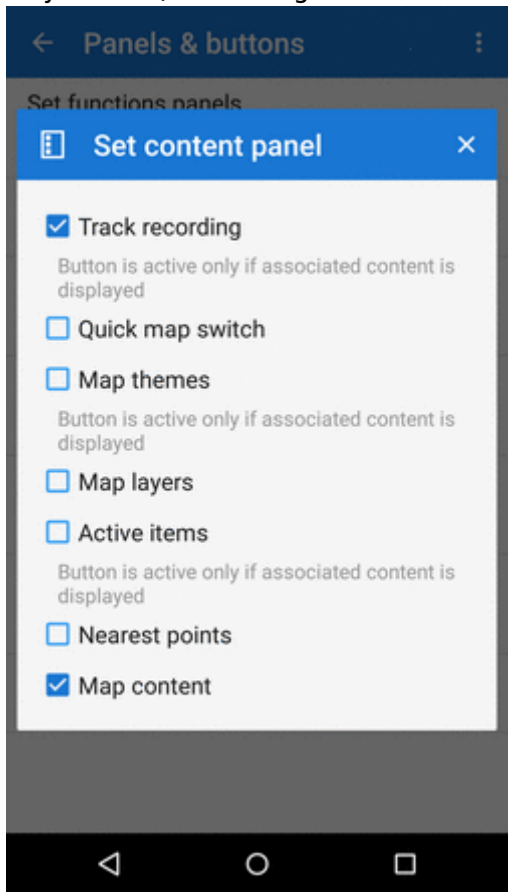 Panels & buttons
Set functions panels
Set content panel
Track recording
Button is active only if associated content is
displayed
Quick map switch
Map themes
Button is active only if associated content is
displayed
Map layers
Active items
Button is active only if associated content is
displayed
Nearest points
Map content